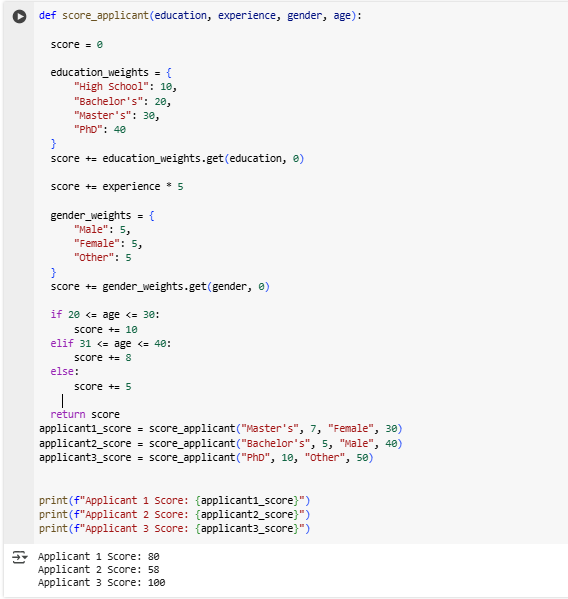 def score_applicant(education, experience, gender, age):
score = 0
education_weights = {
"High School": 10,
"Bachelor's": 20,
"Master's": 30,
"PhD": 40
}
score += education_weights.get(education, 0)
score += experience * 5
gender_weights = {
"Male": 5,
"Female": 5,
"Other": 5
}
score += gender_weights.get(gender, 0)
if 20 <= age <= 30:
score += 10
elif 31 <= age <= 40:
score += 8
else:
score += 5
return score
applicant1_score = score_applicant("Master's", 7, "Female", 30)
applicant2_score = score_applicant("Bachelor's", 5, "Male", 40)
applicant3_score = score_applicant("PhD", 10, "Other", 50)
print(f"Applicant 1 Score: {applicant1_score}")
print(f"Applicant 2 Score: {applicant2_score}")
print(f"Applicant 3 Score: {applicant3_score}")
Applicant 1 Score: 80
Applicant 2 Score: 58
Applicant 3 Score: 100